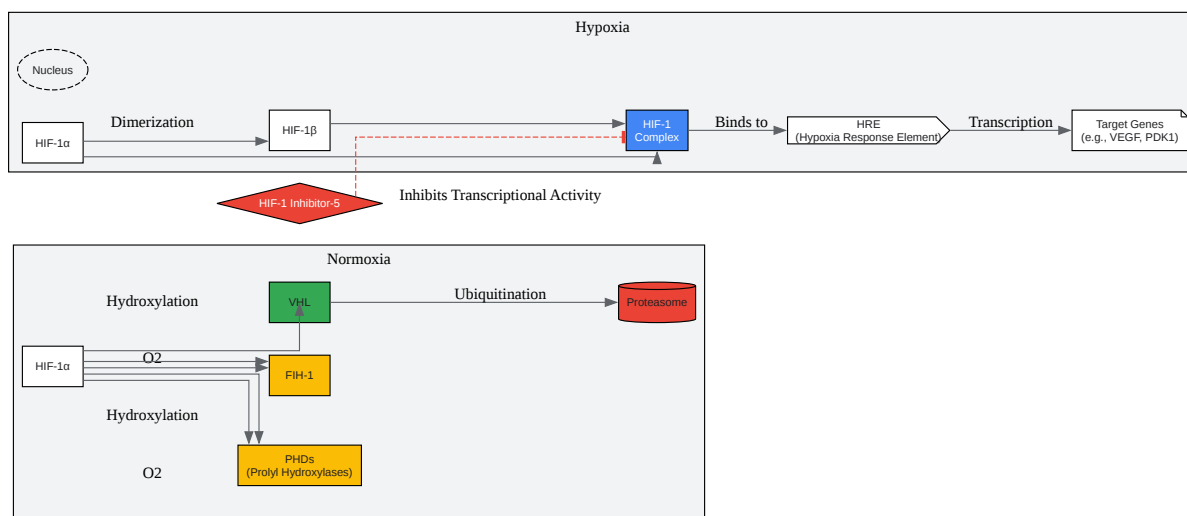 Hypoxia
Nucleus
HIF-1α
Dimerization
HIF-1β
HIF-1
Complex
Binds to
HRE
(Hypoxia Response Element)
Transcription
Target Genes
(e.g., VEGF, PDK1)
HIF-1 Inhibitor-5
Inhibits Transcriptional Activity
Normoxia
Hydroxylation
VHL
Ubiquitination
Proteasome
HIF-1α
O2
FIH-1
Hydroxylation
PHDs
(Prolyl Hydroxylases)
O2